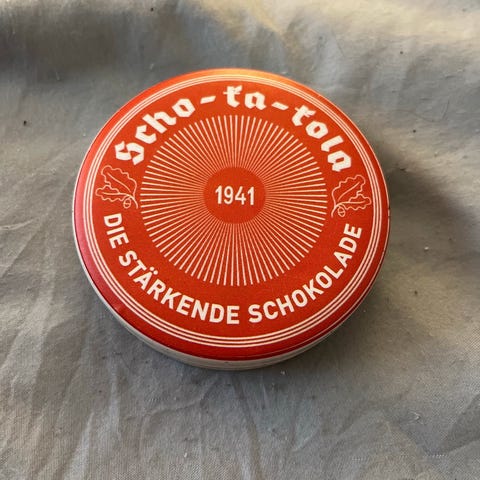 Scho-ka-kola
1941
DIE STÄRKENDE SCHOKOLADE